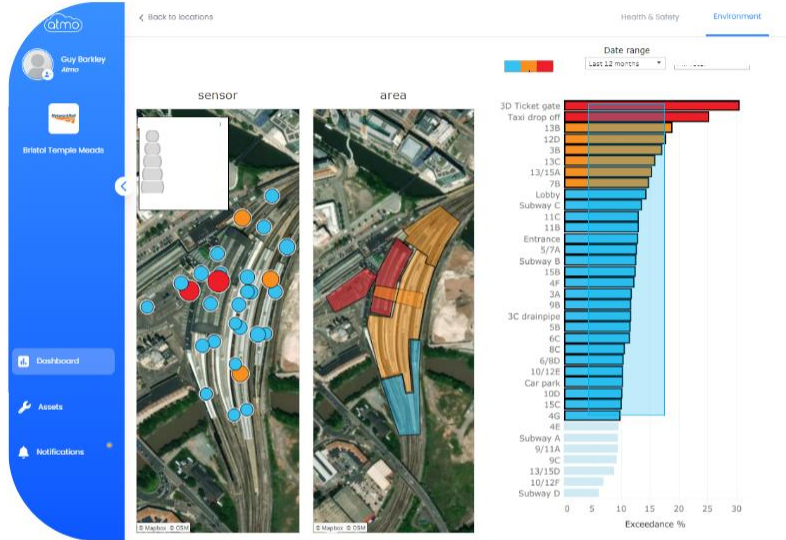 atmo
Back to locations
Health & Safety
Environment
Guy Barkley
Atmo
Bristol Temple Meads
Date range
Last 12 months
sensor
area
3D Ticket gate
Taxi drop off
13B
12D
3B
13C
13/15A
7B
Lobby
Subway C
11C
11B
Entrance
5/7A
Subway B
15B
4F
3A
9B
3C drainpipe
5B
6C
8C
6/8D
10/12E
Car park
10D
15C
4G
4E
Subway A
9/11A
9C
13/15D
10/12F
Subway D
0 5 10 15 20 25 30
Exceedance %
Dashboard
Assets
Notifications
© Mapbox © OSM
© Mapbox © OSM